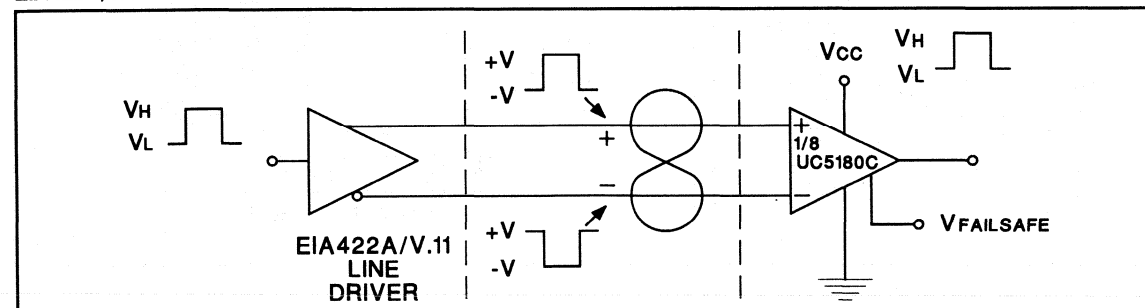 VH
VL
EIA422A/V.11
LINE
DRIVER
+V
-V
+
−
+V
-V
VCC
VH
VL
+
1/8
UC5180C
−
VFAILSAFE